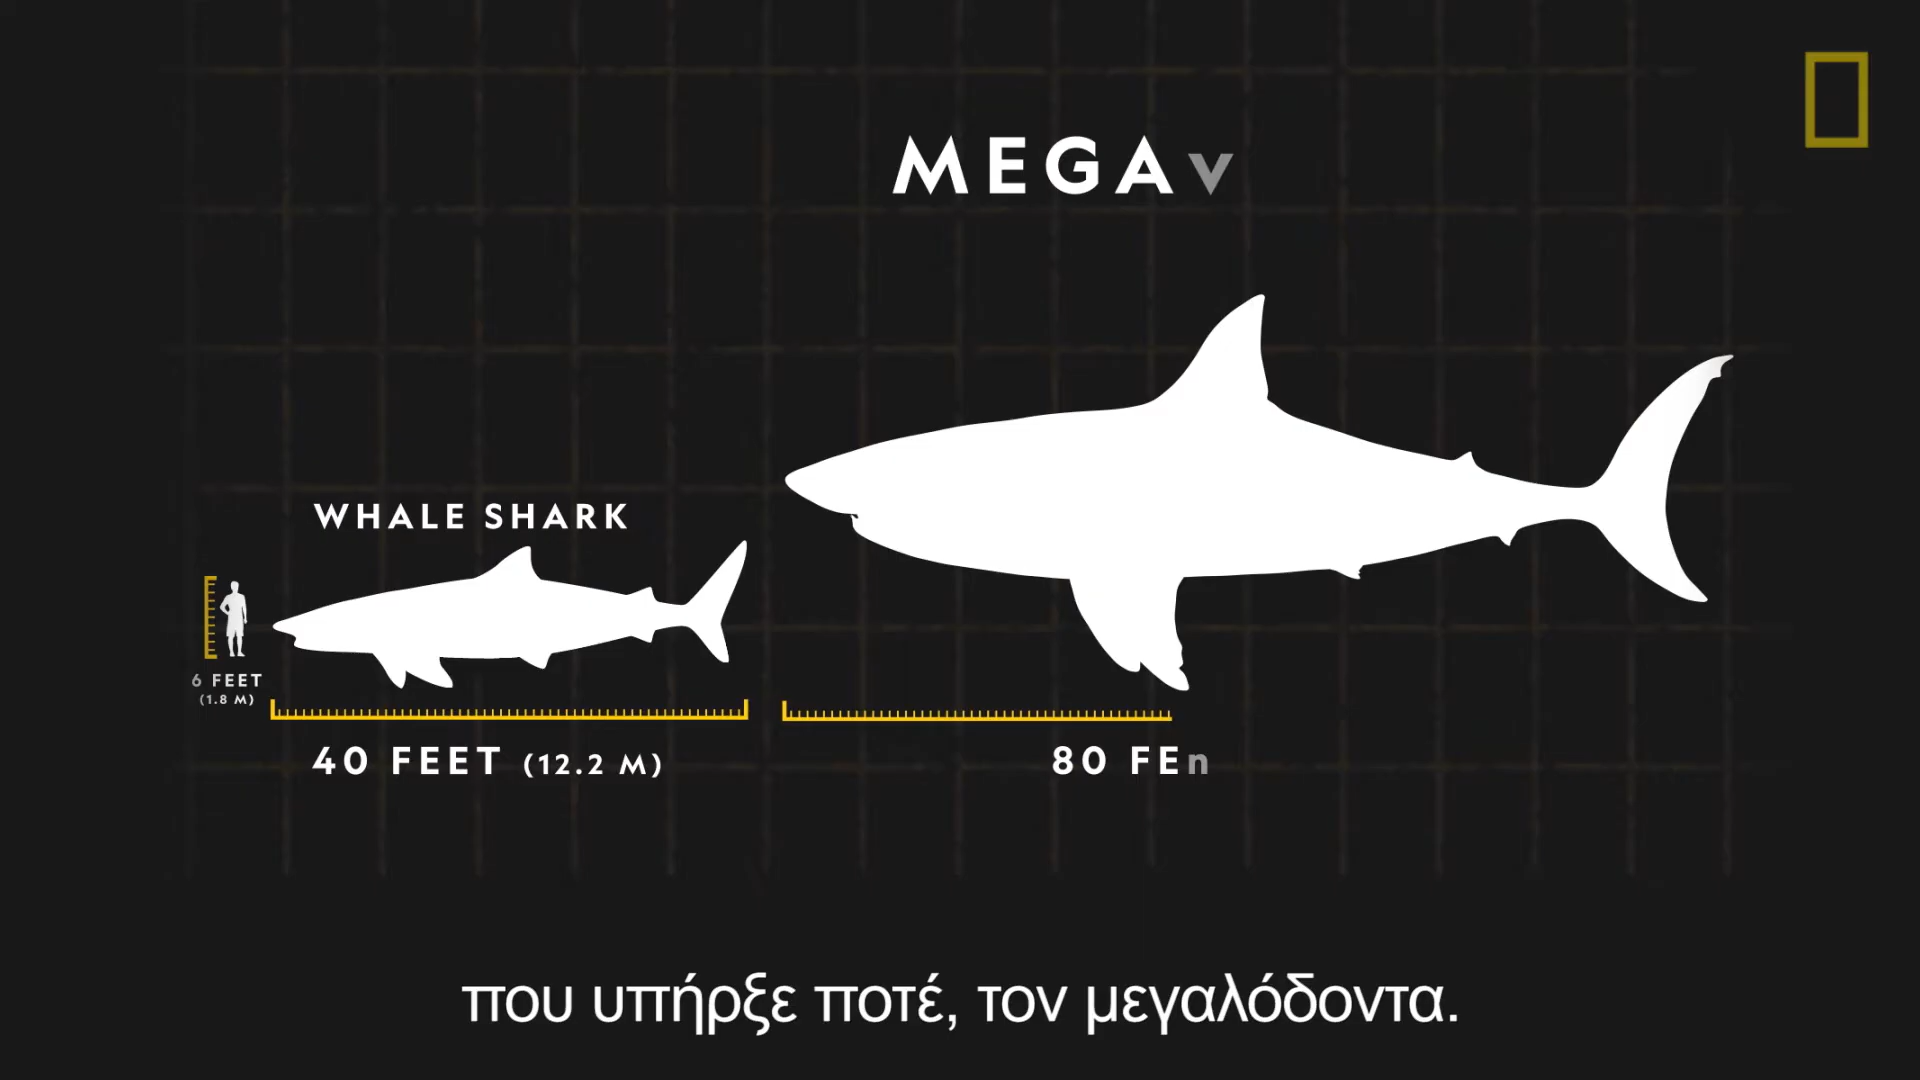 MEGA
WHALE SHARK
6 FEET
(1.8 M)
40 FEET (12.2 M)
80 FE
που υπήρξε ποτέ, τον μεγαλόδοντα.